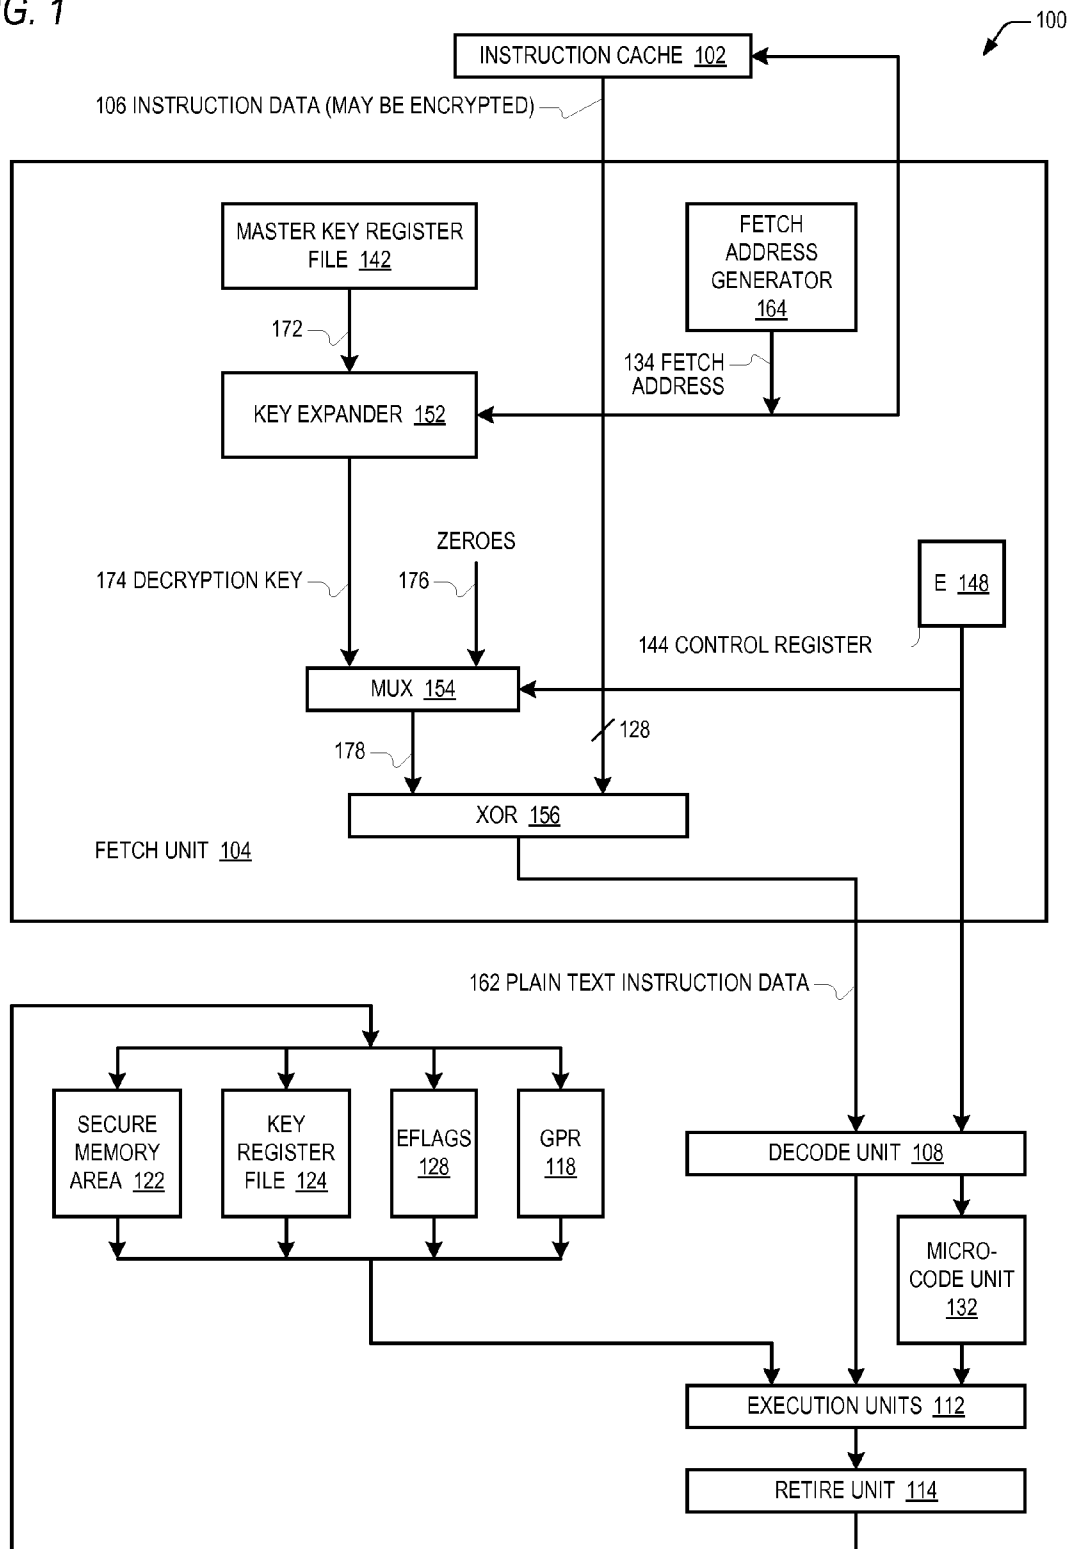 G. 1
100
INSTRUCTION CACHE 102
106 INSTRUCTION DATA (MAY BE ENCRYPTED)
MASTER KEY REGISTER
FILE 142
FETCH
ADDRESS
GENERATOR
164
172
134 FETCH
ADDRESS
KEY EXPANDER 152
ZEROES
174 DECRYPTION KEY
176
E 148
144 CONTROL REGISTER
MUX 154
178
128
XOR 156
FETCH UNIT 104
162 PLAIN TEXT INSTRUCTION DATA
SECURE
MEMORY
AREA 122
KEY
REGISTER
FILE 124
EFLAGS
128
GPR
118
DECODE UNIT 108
MICRO-
CODE UNIT
132
EXECUTION UNITS 112
RETIRE UNIT 114